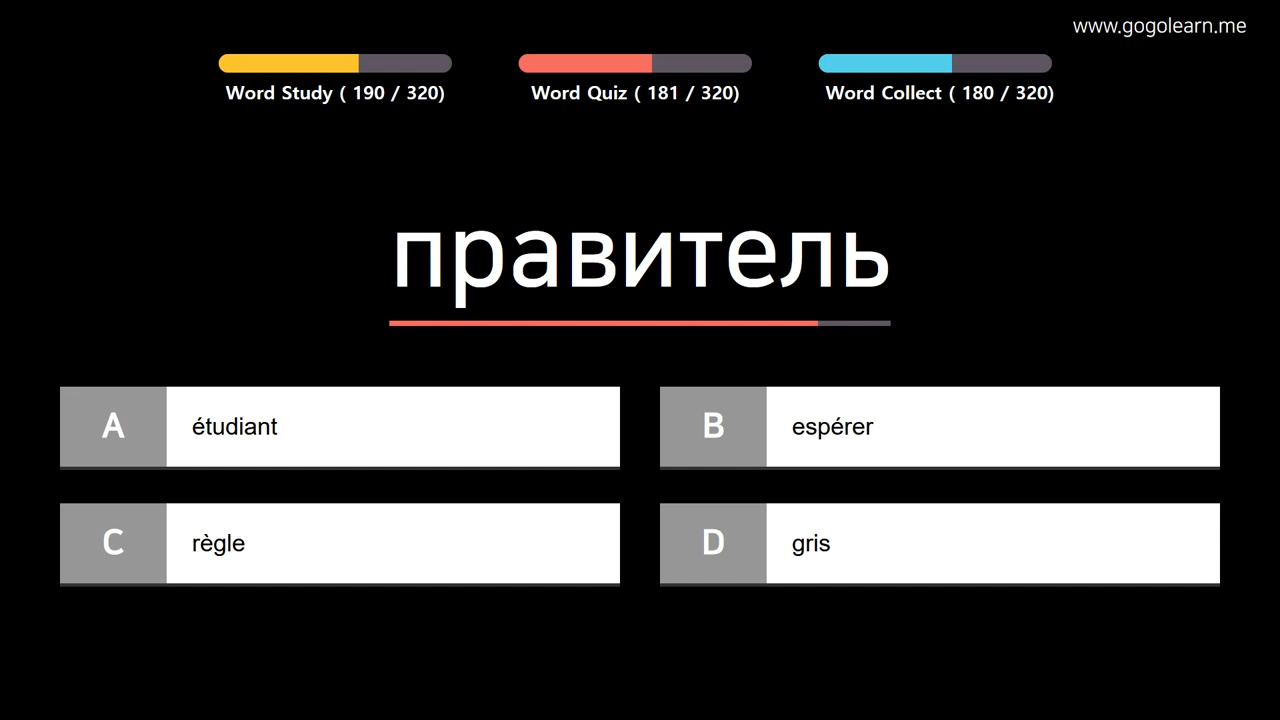 www.gogolearn.me
Word Study ( 190 / 320)
Word Quiz ( 181 / 320)
Word Collect ( 180 / 320)
правитель
A étudiant
B espérer
C règle
D gris